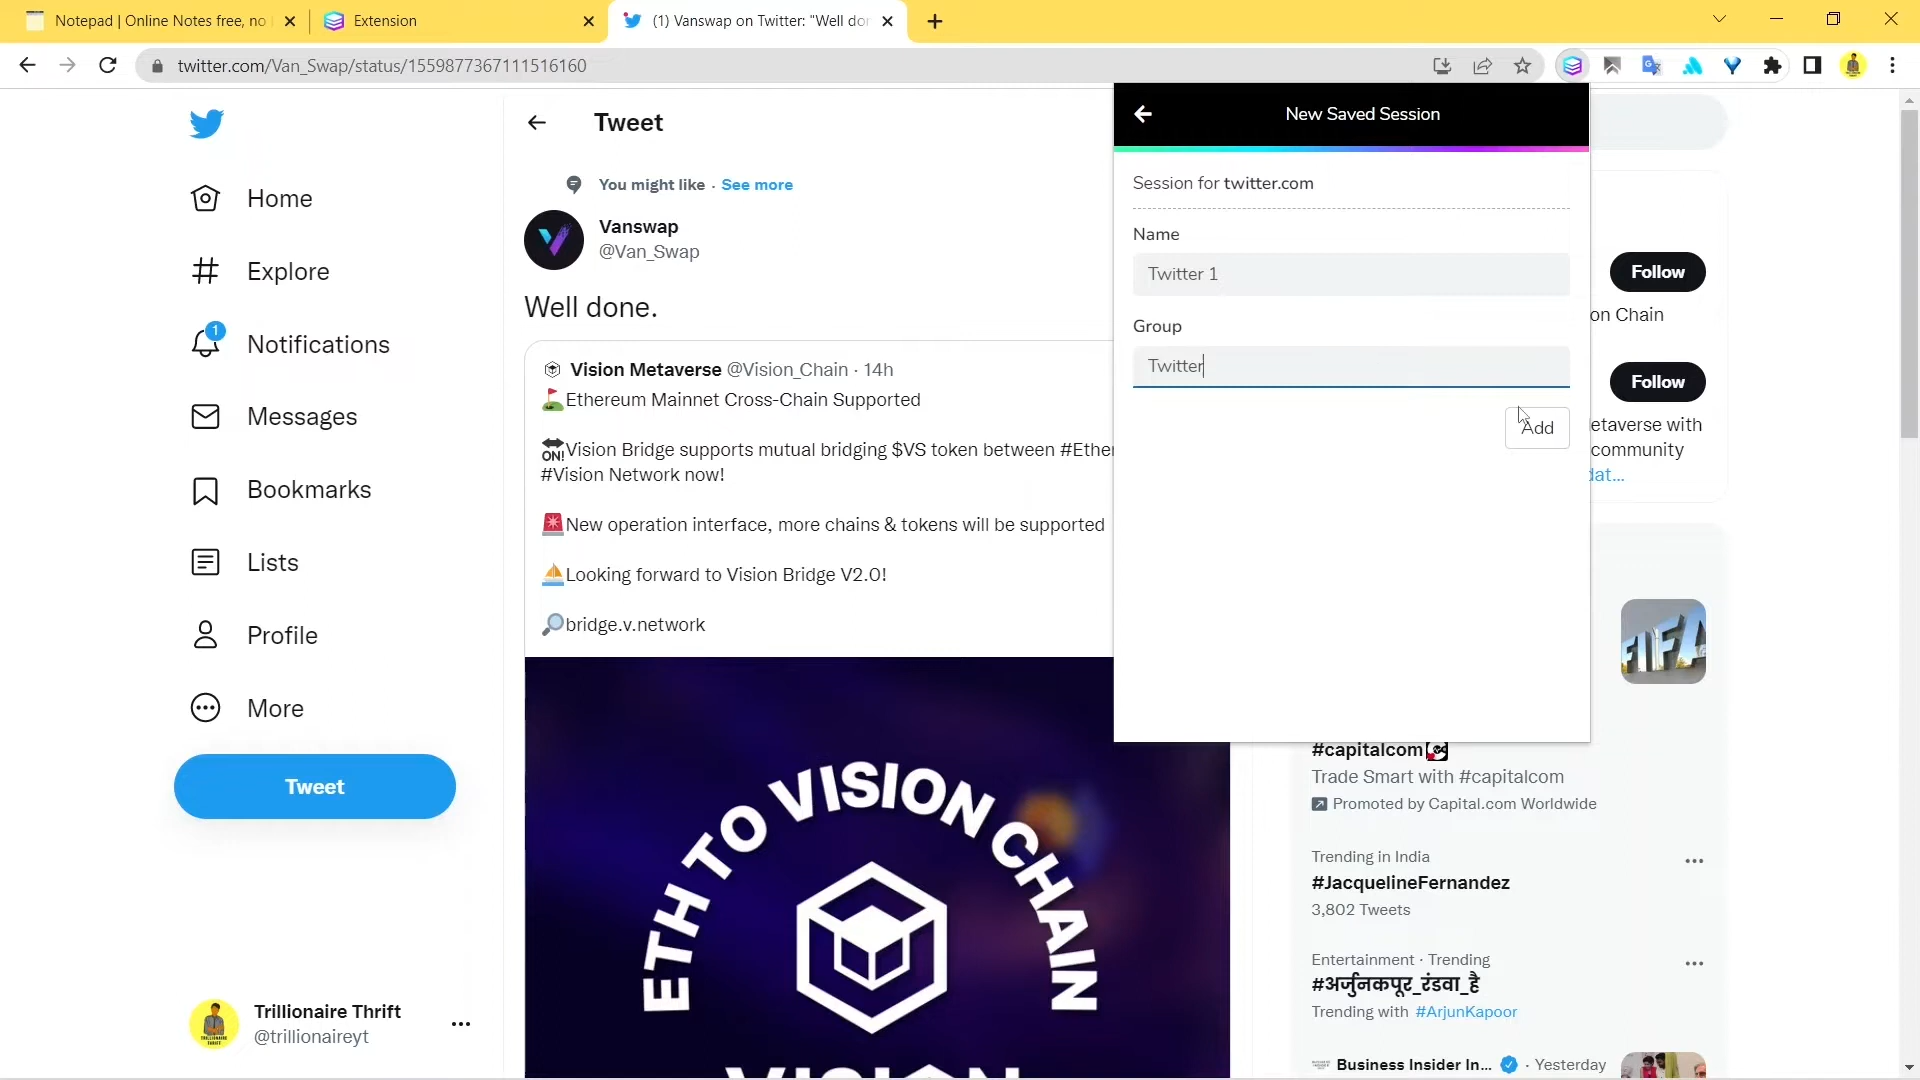 Notepad | Online Notes free, no
Extension
(1) Vanswap on Twitter: "Well do
twitter.com/Van_Swap/status/1559877367111516160
Home
Explore
1
Notifications
Messages
Bookmarks
Lists
Profile
More
Tweet
Trillionaire Thrift
@trillionaireyt
Tweet
You might like · See more
Vanswap
@Van_Swap
Well done.
Vision Metaverse @Vision_Chain · 14h
⛳Ethereum Mainnet Cross-Chain Supported
🔛Vision Bridge supports mutual bridging $VS token between #Ether
#Vision Network now!
🚨New operation interface, more chains & tokens will be supported
⛵Looking forward to Vision Bridge V2.0!
🔎bridge.v.network
ETH TO VISION CHAIN
VISION
New Saved Session
Session for twitter.com
Name
Twitter 1
Group
Twitter
Add
Follow
on Chain
Follow
etaverse with
community
dat...
FIFA
#capitalcom
Trade Smart with #capitalcom
Promoted by Capital.com Worldwide
Trending in India
#JacquelineFernandez
3,802 Tweets
Entertainment · Trending
#अर्जुनकपूर_रंडवा_है
Trending with #ArjunKapoor
Business Insider In... · Yesterday